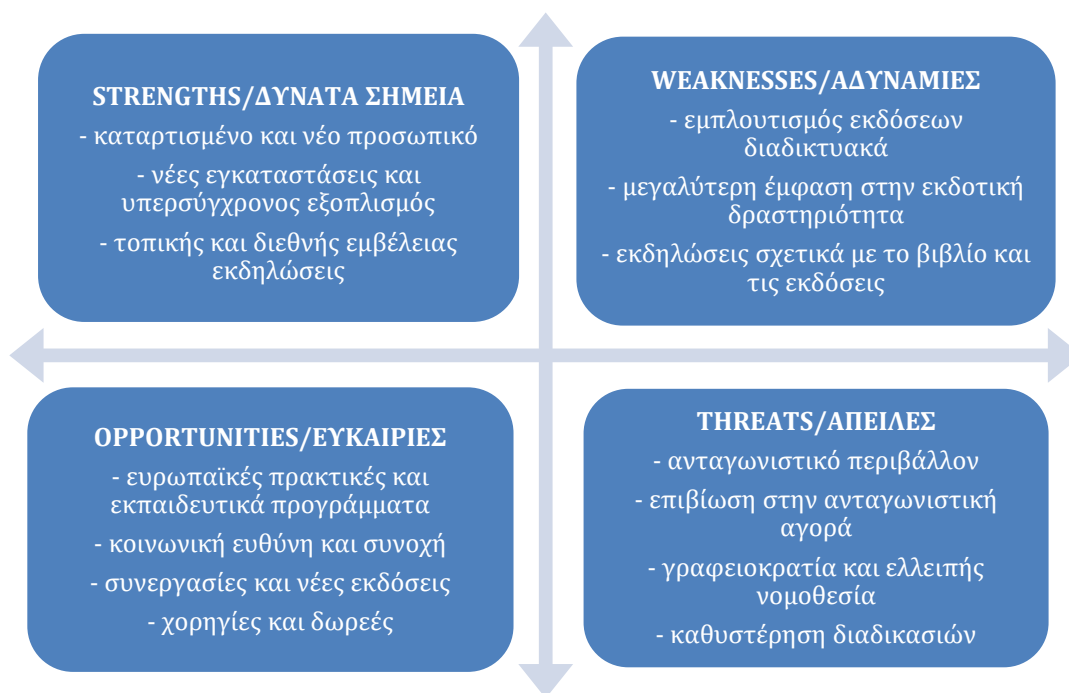 STRENGTHS/ΔΥΝΑΤΑ ΣΗΜΕΙΑ
- καταρτισμένο και νέο προσωπικό
- νέες εγκαταστάσεις και
υπερσύγχρονος εξοπλισμός
- τοπικής και διεθνής εμβέλειας
εκδηλώσεις
WEAKNESSES/ΑΔΥΝΑΜΙΕΣ
- εμπλουτισμός εκδόσεων
διαδικτυακά
- μεγαλύτερη έμφαση στην εκδοτική
δραστηριότητα
- εκδηλώσεις σχετικά με το βιβλίο και
τις εκδόσεις
OPPORTUNITIES/ΕΥΚΑΙΡΙΕΣ
- ευρωπαϊκές πρακτικές και
εκπαιδευτικά προγράμματα
- κοινωνική ευθύνη και συνοχή
- συνεργασίες και νέες εκδόσεις
- χορηγίες και δωρεές
THREATS/ΑΠΕΙΛΕΣ
- ανταγωνιστικό περιβάλλον
- επιβίωση στην ανταγωνιστική
αγορά
- γραφειοκρατία και ελλειπής
νομοθεσία
- καθυστέρηση διαδικασιών